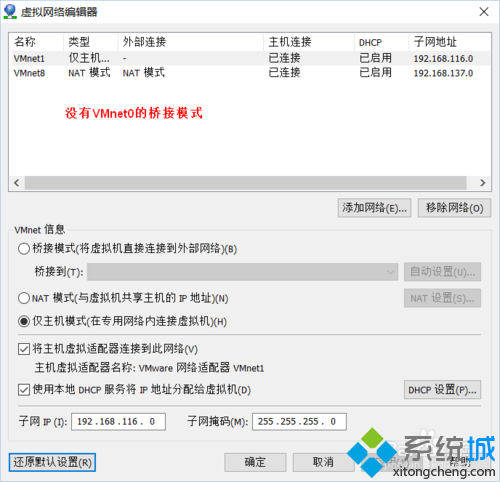 虚拟网络编辑器
名称 类型 外部连接 主机连接 DHCP 子网地址
VMnet1 仅主机... - 已连接 已启用 192.168.116.0
VMnet8 NAT 模式 NAT 模式 已连接 已启用 192.168.137.0
没有VMnet0的桥接模式
添加网络(E)... 移除网络(O)
VMnet 信息
桥接模式(将虚拟机直接连接到外部网络)(B)
桥接到(T): 自动设置(U)...
NAT 模式(与虚拟机共享主机的 IP 地址)(N) NAT 设置(S)...
仅主机模式(在专用网络内连接虚拟机)(H)
将主机虚拟适配器连接到此网络(V)
主机虚拟适配器名称: VMware 网络适配器 VMnet1
使用本地 DHCP 服务将 IP 地址分配给虚拟机(D) DHCP 设置(P)...
子网 IP (I): 192 .168 .116 . 0 子网掩码(M): 255 .255 .255 . 0
还原默认设置(R) 确定 取消 帮助
系统城
xitongcheng.com